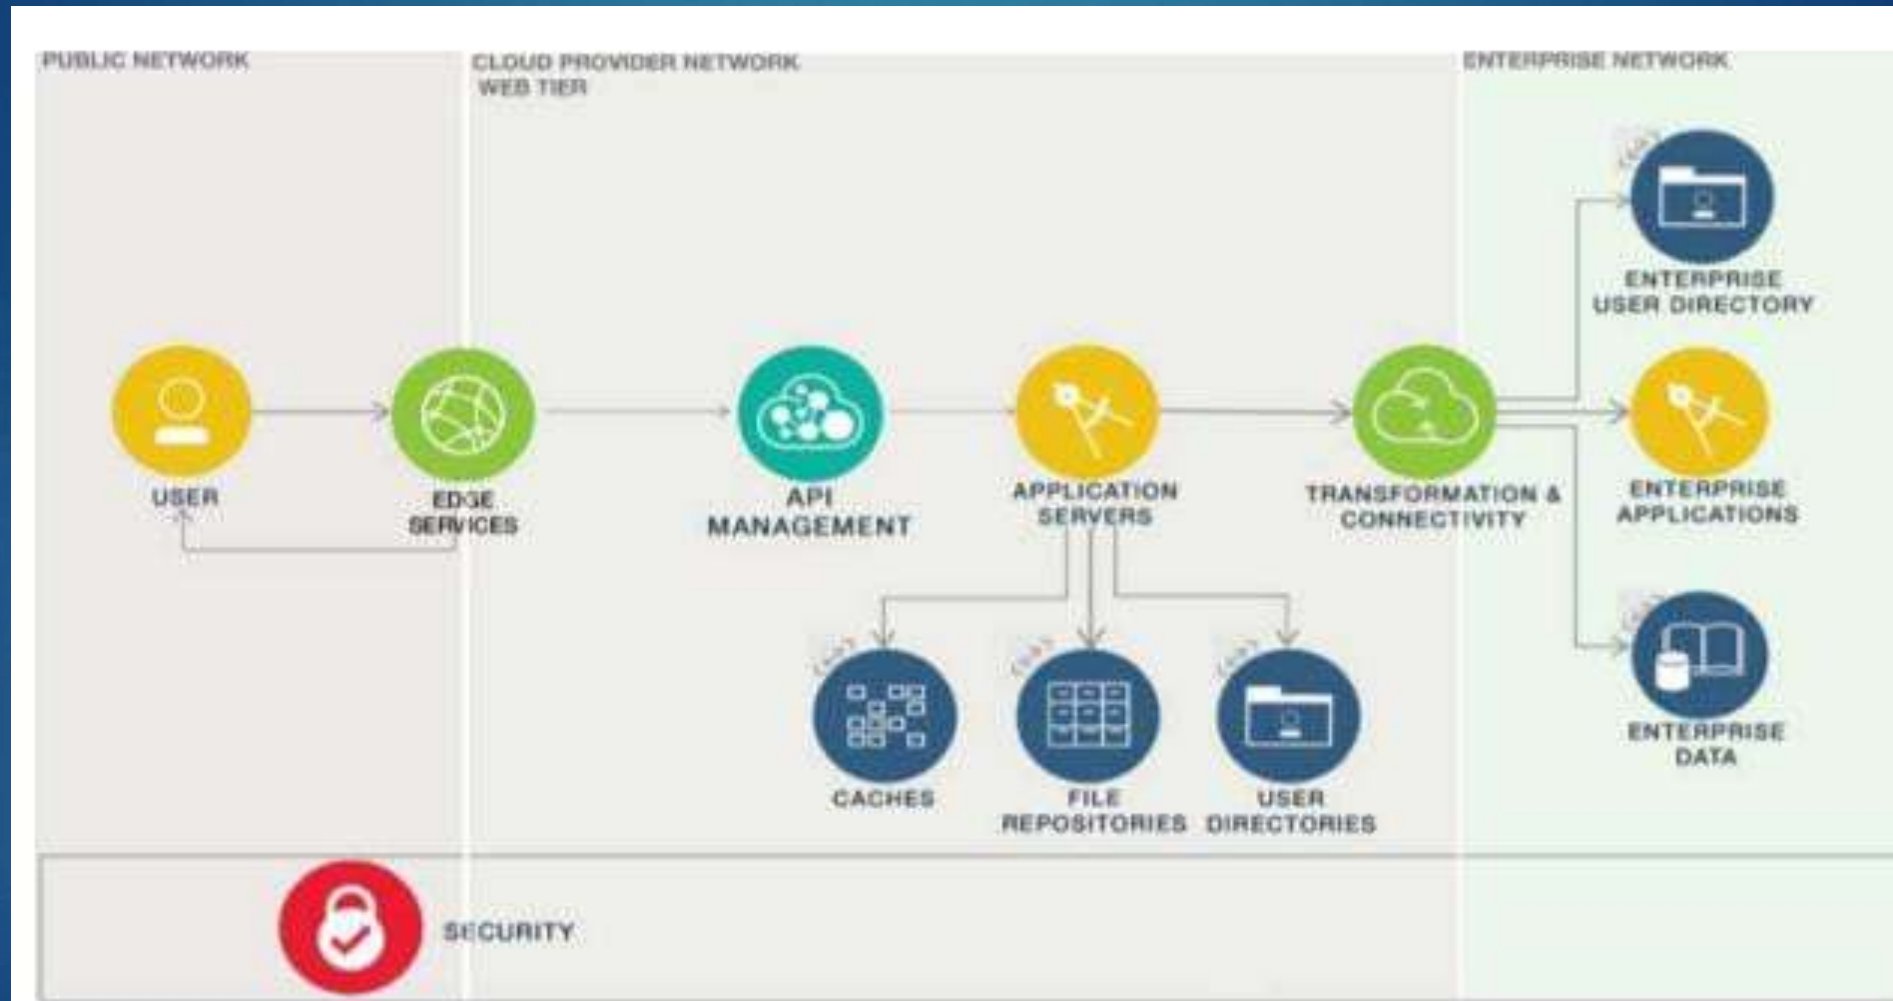 PUBLIC NETWORK
CLOUD PROVIDER NETWORK
WEB TIER
ENTERPRISE NETWORK
ENTERPRISE
USER DIRECTORY
USER
EDGE
SERVICES
API
MANAGEMENT
APPLICATION
SERVERS
TRANSFORMATION &
CONNECTIVITY
ENTERPRISE
APPLICATIONS
CACHES
FILE
REPOSITORIES
USER
DIRECTORIES
ENTERPRISE
DATA
SECURITY